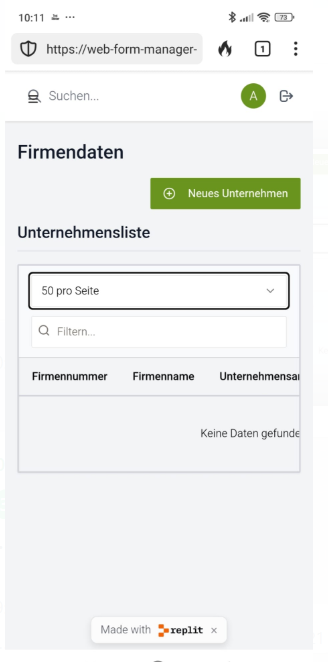 10:11
73
https://web-form-manager-
1
Suchen...
A
Firmendaten
Neues Unternehmen
Unternehmensliste
50 pro Seite
Filtern...
Firmennummer Firmenname Unternehmensar
Keine Daten gefunde
Made with replit ×